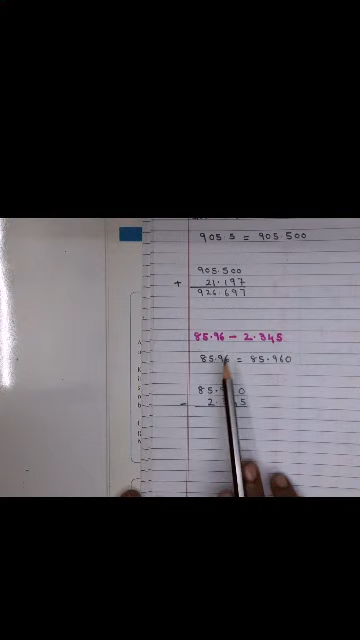 905.5 = 905.500
905.500
+ 21.197
926.697
85.96 - 2.345
85.96 = 85.960